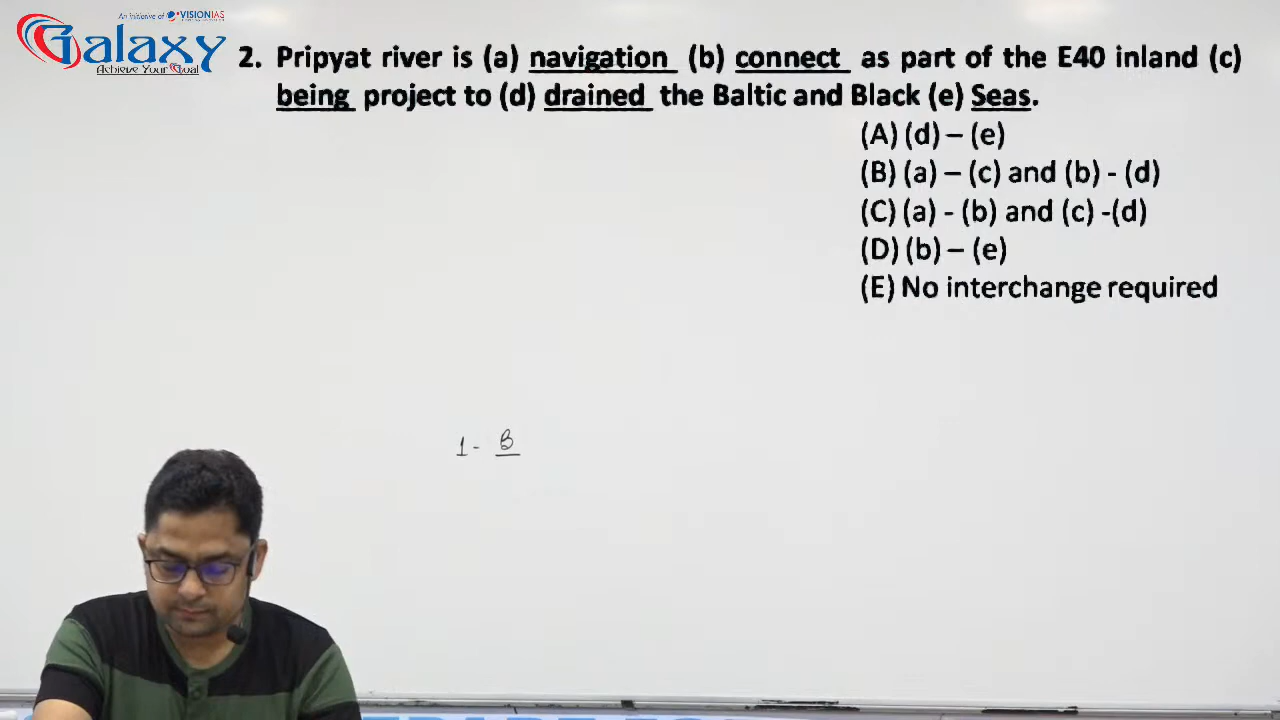 An initiative of VISIONIAS
Galaxy
Achieve Your Goal
2. Pripyat river is (a) navigation (b) connect as part of the E40 inland (c)
being project to (d) drained the Baltic and Black (e) Seas.
(A) (d) – (e)
(B) (a) – (c) and (b) - (d)
(C) (a) - (b) and (c) -(d)
(D) (b) – (e)
(E) No interchange required
1 - B